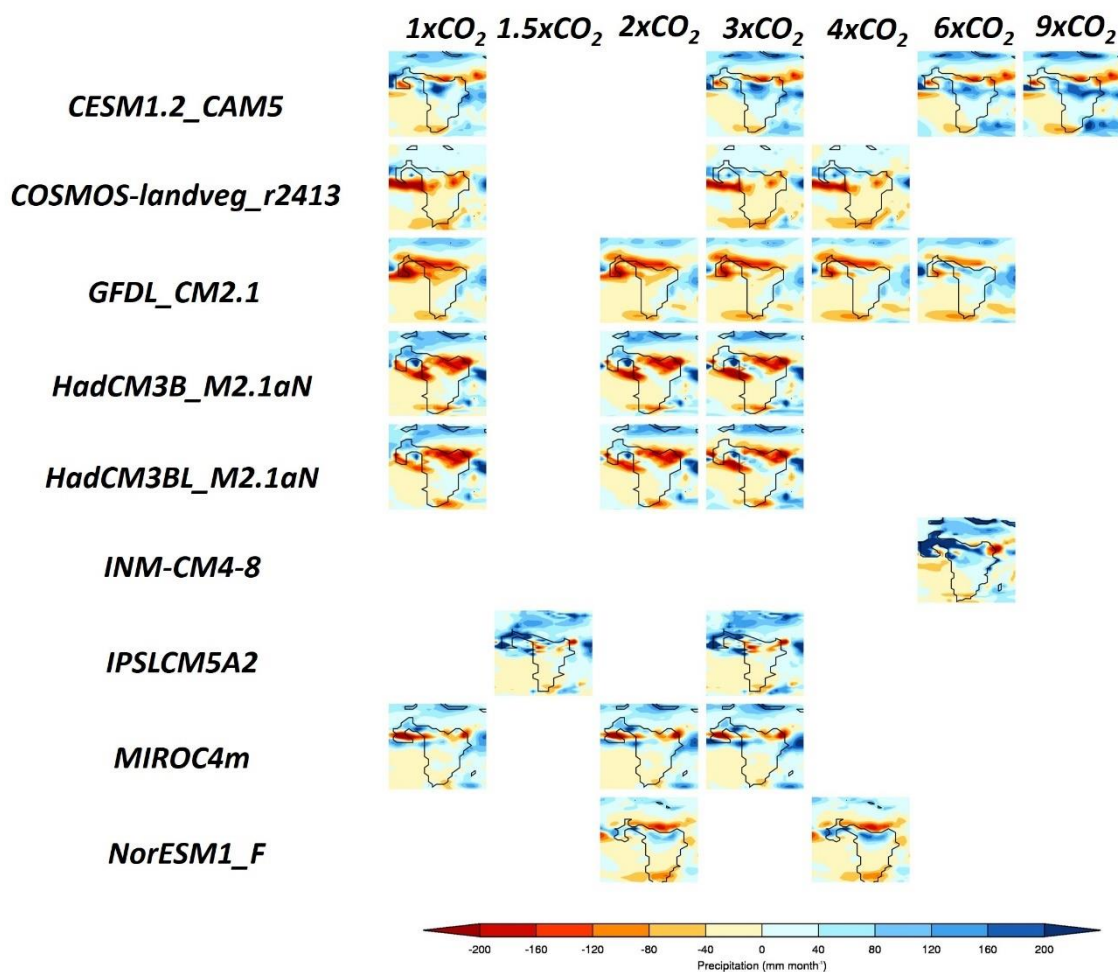 1xCO₂ 1.5xCO₂ 2xCO₂ 3xCO₂ 4xCO₂ 6xCO₂ 9xCO₂
CESM1.2_CAM5
COSMOS-landveg_r2413
GFDL_CM2.1
HadCM3B_M2.1aN
HadCM3BL_M2.1aN
INM-CM4-8
IPSLCM5A2
MIROC4m
NorESM1_F
-200 -160 -120 -80 -40 0 40 80 120 160 200
Precipitation (mm month⁻¹)